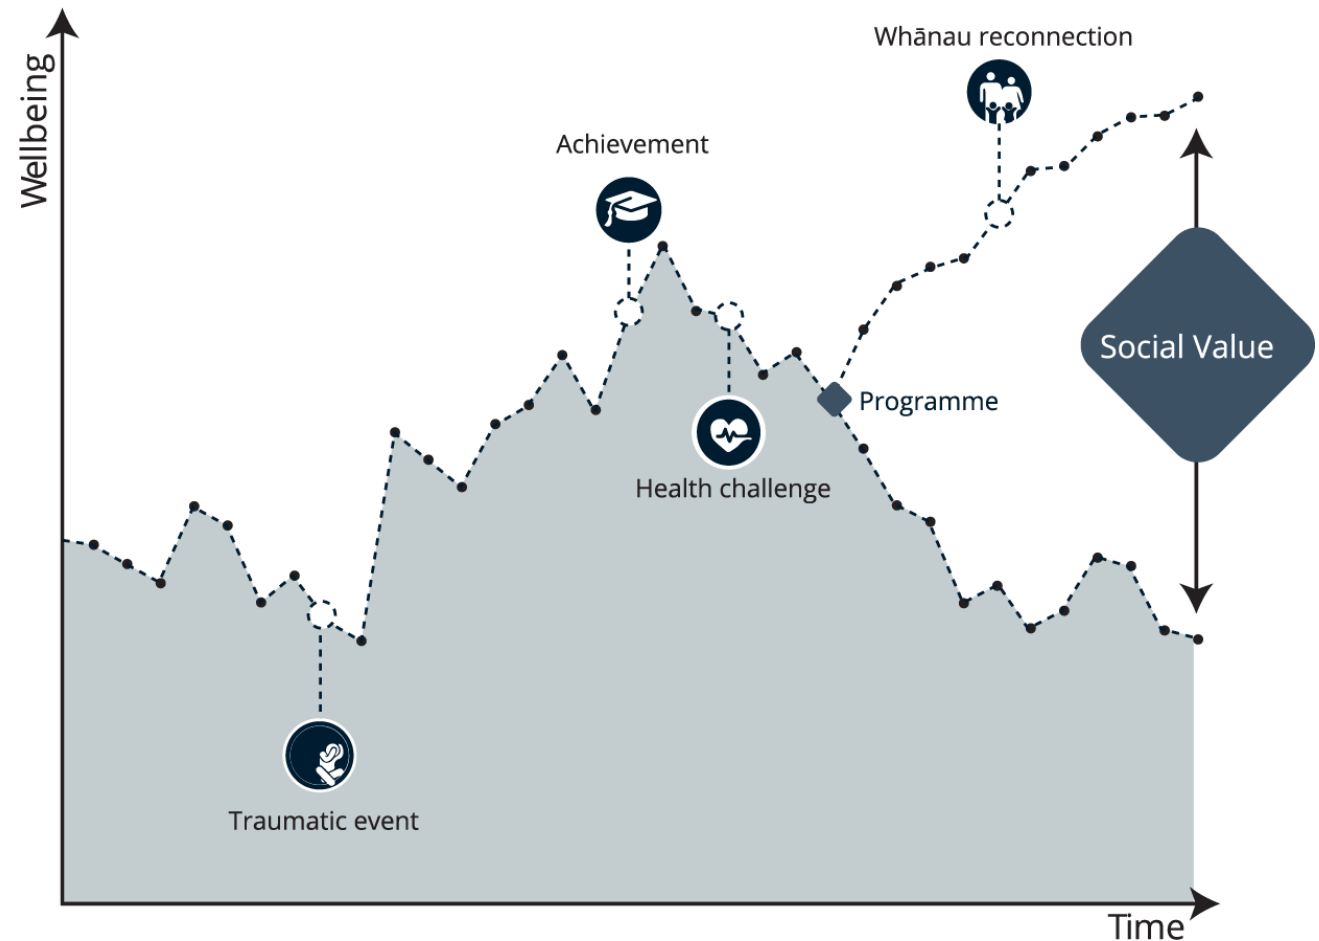 Whānau reconnection
Wellbeing
Achievement
Social Value
Programme
Health challenge
Traumatic event
Time